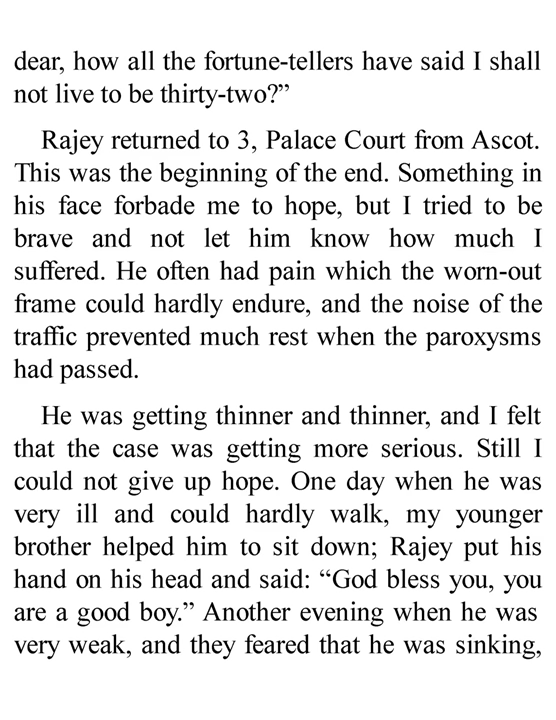 dear, how all the fortune-tellers have said I shall
not live to be thirty-two?”
Rajey returned to 3, Palace Court from Ascot.
This was the beginning of the end. Something in
his face forbade me to hope, but I tried to be
brave and not let him know how much I
suffered. He often had pain which the worn-out
frame could hardly endure, and the noise of the
traffic prevented much rest when the paroxysms
had passed.
He was getting thinner and thinner, and I felt
that the case was getting more serious. Still I
could not give up hope. One day when he was
very ill and could hardly walk, my younger
brother helped him to sit down; Rajey put his
hand on his head and said: “God bless you, you
are a good boy.” Another evening when he was
very weak, and they feared that he was sinking,